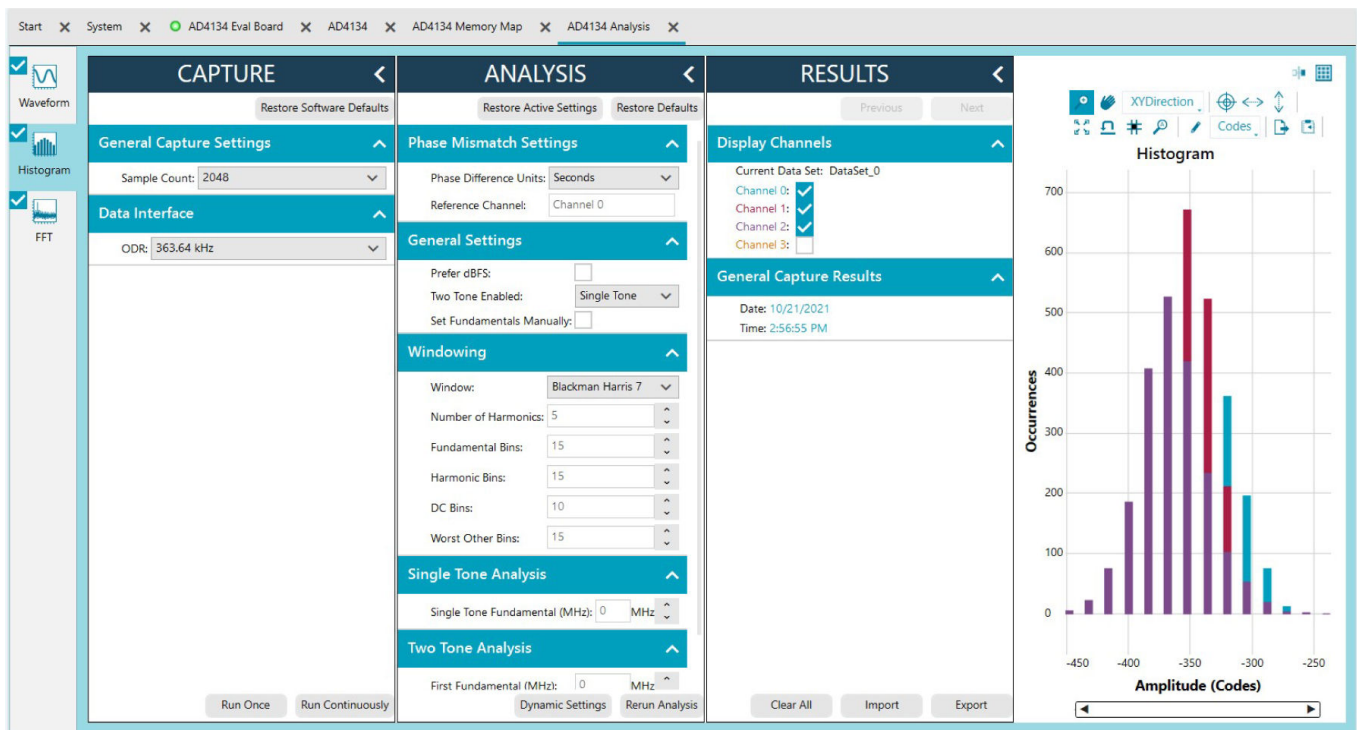 Start
System
AD4134 Eval Board
AD4134
AD4134 Memory Map
AD4134 Analysis
Waveform
Histogram
FFT
CAPTURE
Restore Software Defaults
General Capture Settings
Sample Count: 2048
Data Interface
ODR: 363.64 kHz
Run Once
Run Continuously
ANALYSIS
Restore Active Settings
Restore Defaults
Phase Mismatch Settings
Phase Difference Units: Seconds
Reference Channel: Channel 0
General Settings
Prefer dBFS:
Two Tone Enabled: Single Tone
Set Fundamentals Manually:
Windowing
Window: Blackman Harris 7
Number of Harmonics: 5
Fundamental Bins: 15
Harmonic Bins: 15
DC Bins: 10
Worst Other Bins: 15
Single Tone Analysis
Single Tone Fundamental (MHz): 0 MHz
Two Tone Analysis
First Fundamental (MHz): 0 MHz
Dynamic Settings
Rerun Analysis
RESULTS
Previous
Next
Display Channels
Current Data Set: DataSet_0
Channel 0:
Channel 1:
Channel 2:
Channel 3:
General Capture Results
Date: 10/21/2021
Time: 2:56:55 PM
Clear All
Import
Export
XYDirection
Codes
Histogram
Occurrences
700
600
500
400
300
200
100
0
-450
-400
-350
-300
-250
Amplitude (Codes)